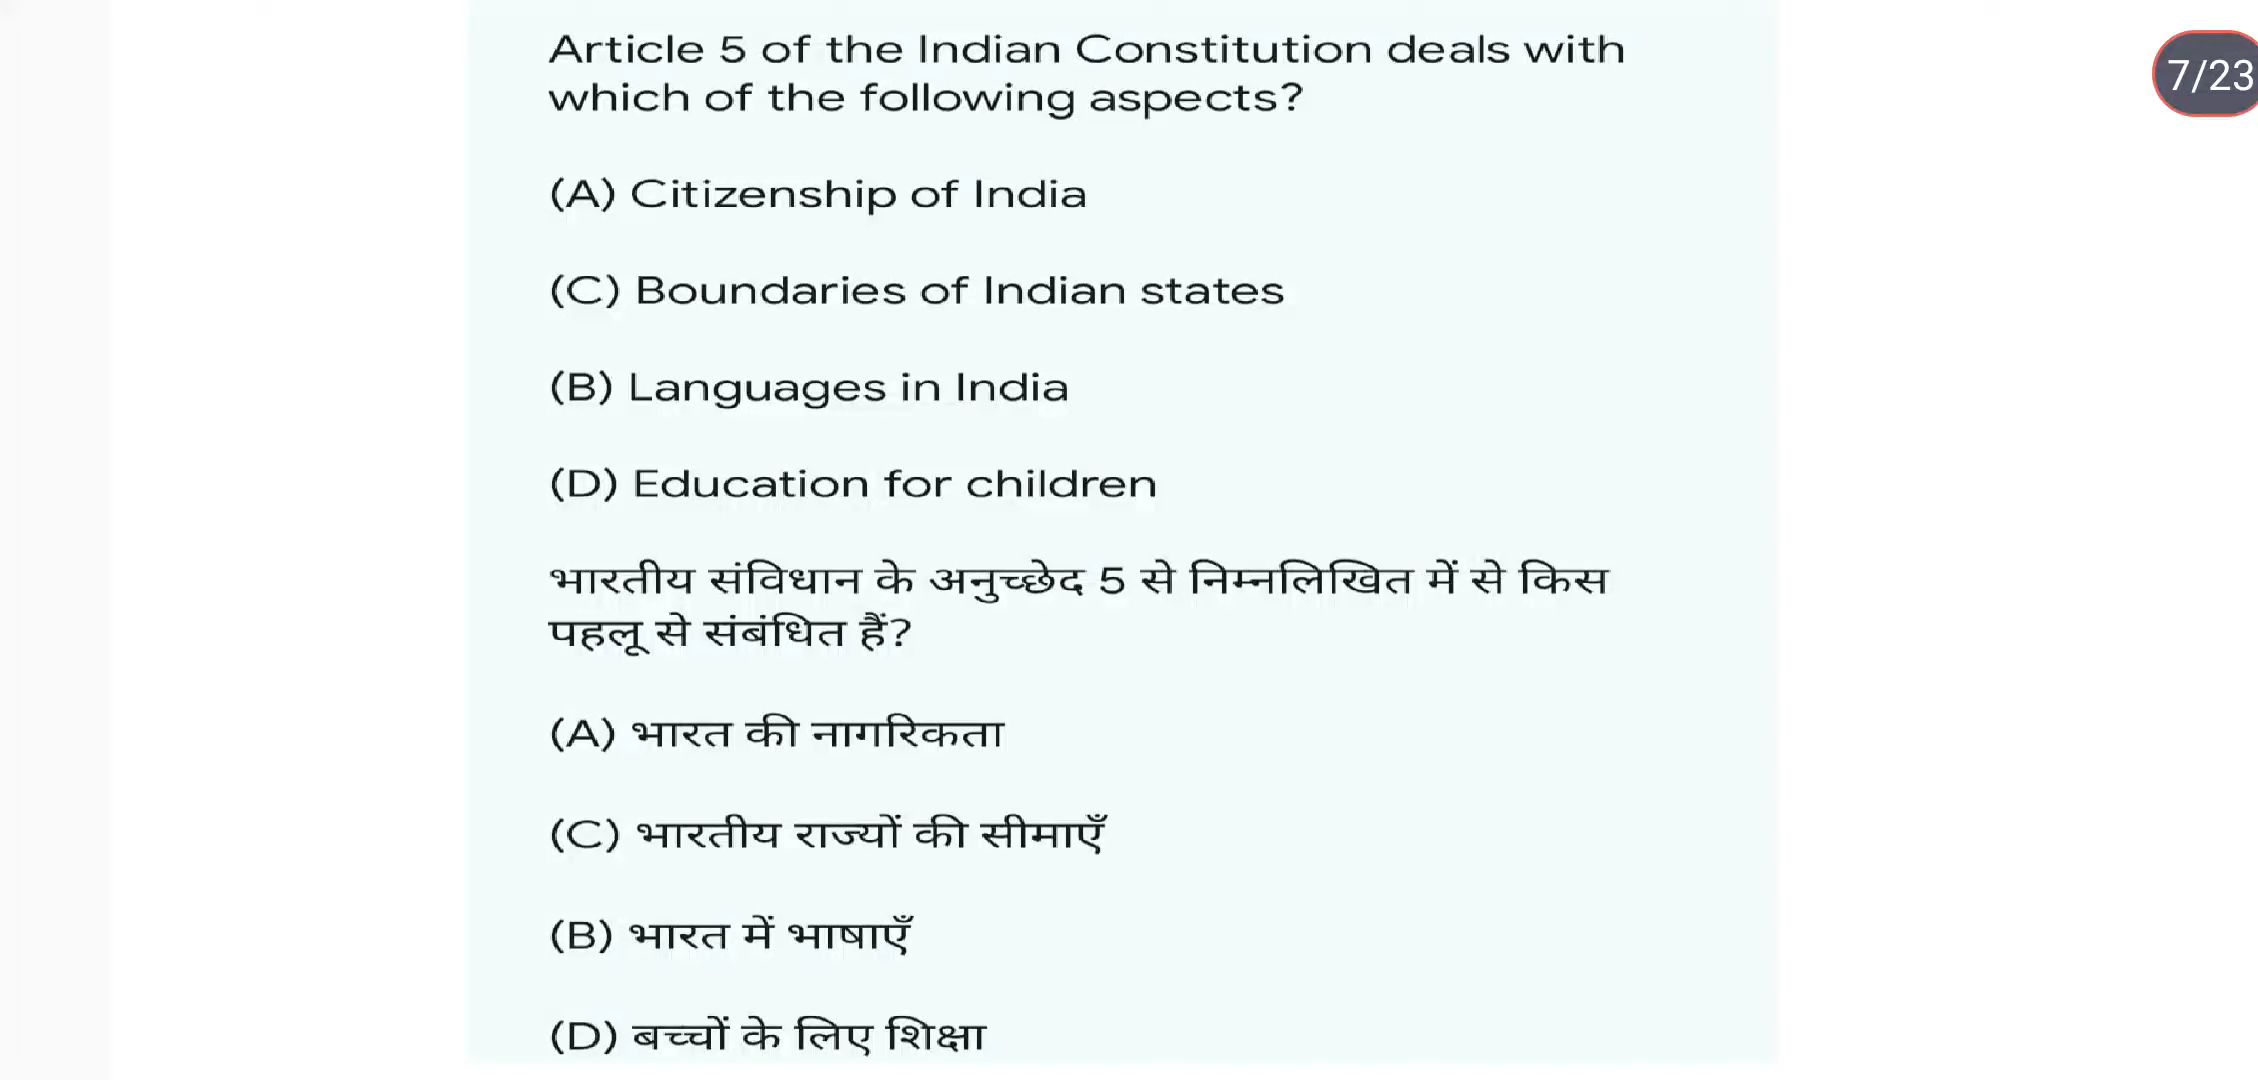 Article 5 of the Indian Constitution deals with
which of the following aspects?
(A) Citizenship of India
(C) Boundaries of Indian states
(B) Languages in India
(D) Education for children
भारतीय संविधान के अनुच्छेद 5 से निम्नलिखित में से किस
पहलू से संबंधित हैं?
(A) भारत की नागरिकता
(C) भारतीय राज्यों की सीमाएँ
(B) भारत में भाषाएँ
(D) बच्चों के लिए शिक्षा
7/23